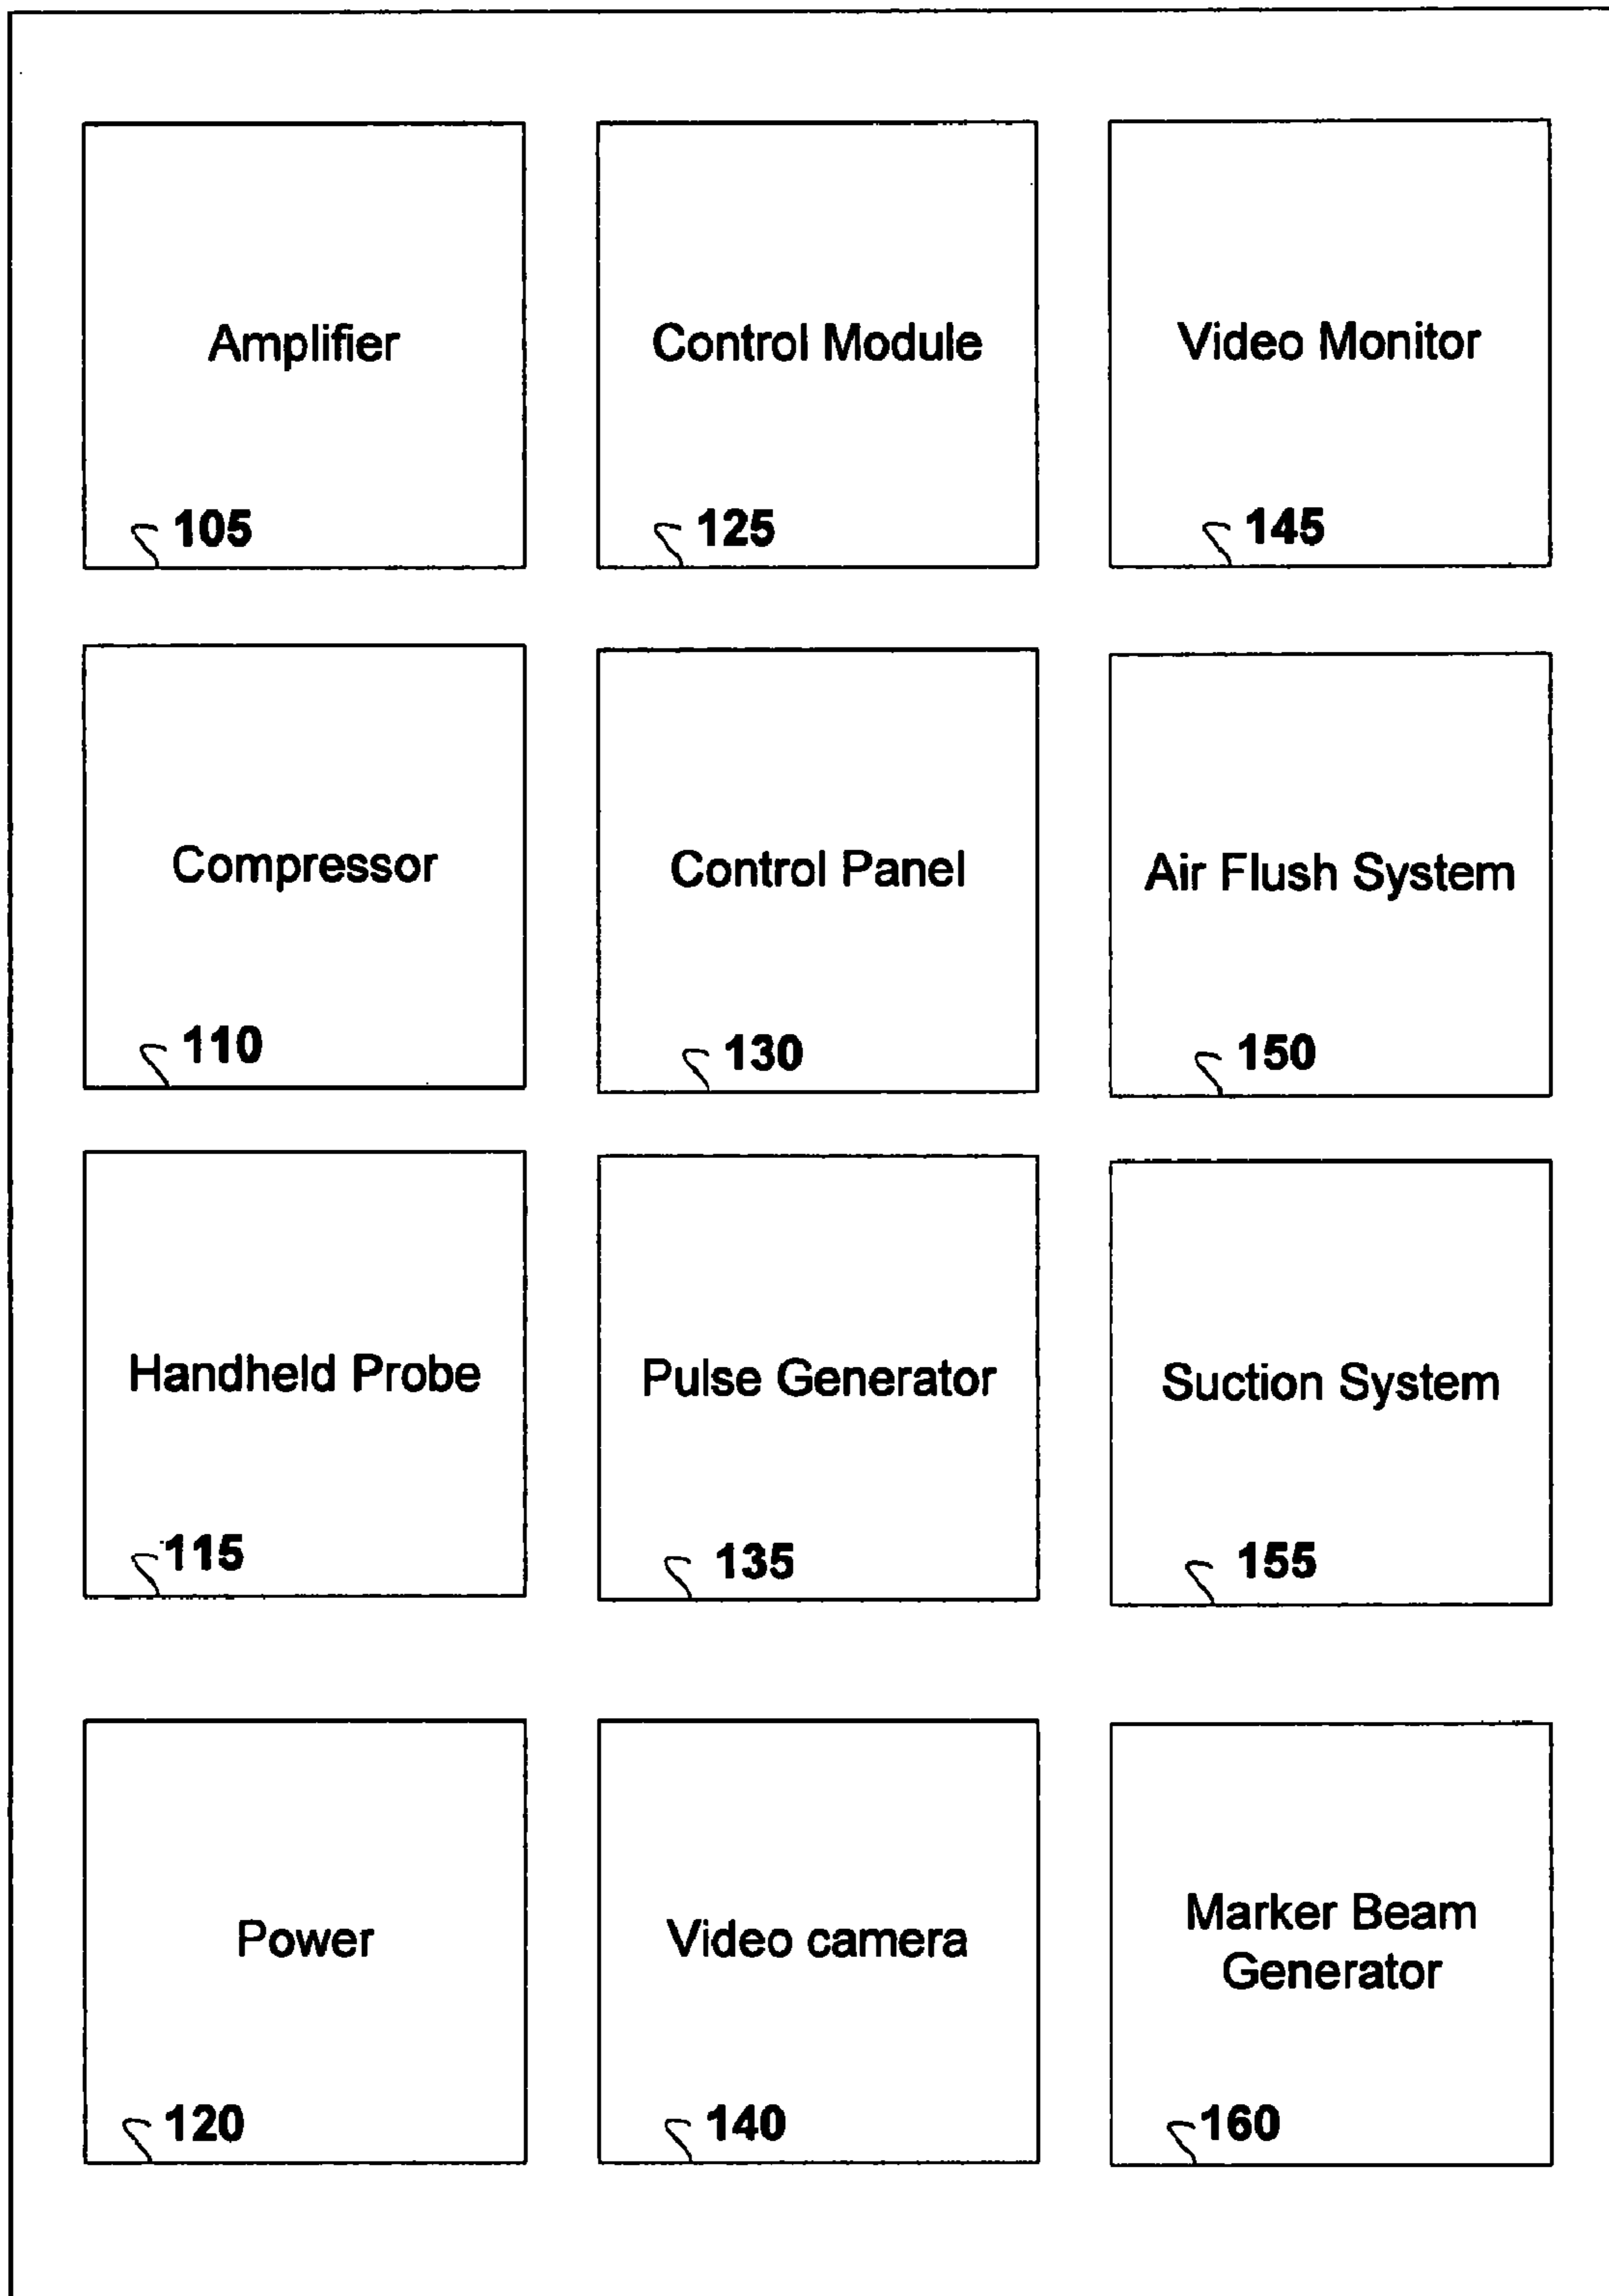 Amplifier
105
Control Module
125
Video Monitor
145
Compressor
110
Control Panel
130
Air Flush System
150
Handheld Probe
115
Pulse Generator
135
Suction System
155
Power
120
Video camera
140
Marker Beam
Generator
160